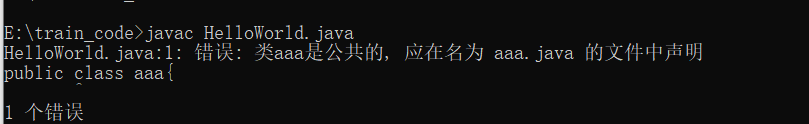 E:\train_code>javac HelloWorld.java
HelloWorld.java:1: 错误: 类aaa是公共的, 应在名为 aaa.java 的文件中声明
public class aaa{
       ^
1 个错误